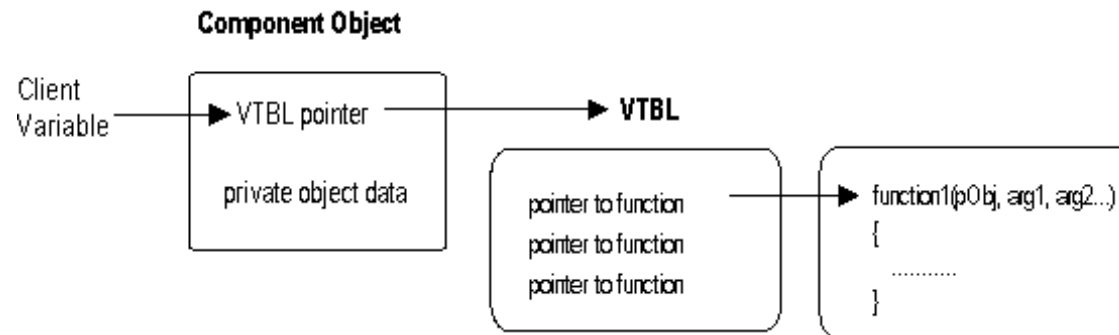 Component Object
Client
Variable
VTBL pointer
VTBL
private object data
pointer to function
pointer to function
pointer to function
function1(pObj, arg1, arg2...)
{
...........
}